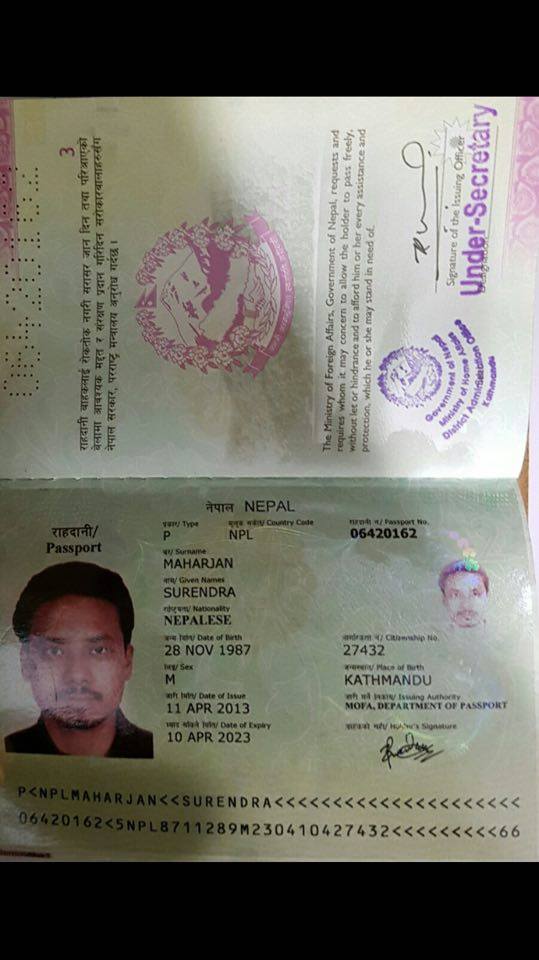 3
राहदानी बाहकलाई रोकतोक नगरी सरासर जान दिन तथा परिआएको
बेलामा आवश्यक मद्दत र संरक्षण प्रदान गरिदिन सरोकारवालाहरूसँग
नेपाल सरकार, परराष्ट्र मन्त्रालय अनुरोध गर्दछ ।
The Ministry of Foreign Affairs, Government of Nepal, requests and
requires whom it may concern to allow the holder to pass freely,
without let or hindrance and to afford him or her every assistance and
protection, which he or she may stand in need of.
Signature of the Issuing Officer
Under-Secretary
Government of Nepal
Ministry of Home Affairs
District Administration
Kathmandu
नेपाल NEPAL
राहदानी/
Passport
प्रकार/ Type
P
मुलुक संकेत/ Country Code
NPL
राहदानी नं/ Passport No.
06420162
थर/ Surname
MAHARJAN
नाम/ Given Names
SURENDRA
राष्ट्रियता/ Nationality
NEPALESE
जन्म मिति/ Date of Birth
28 NOV 1987
नागरिकता नं/ Citizenship No.
27432
लिङ्ग/ Sex
M
जन्मस्थान/ Place of Birth
KATHMANDU
जारी मिति/ Date of Issue
11 APR 2013
जारी गर्ने निकाय/ Issuing Authority
MOFA, DEPARTMENT OF PASSPORT
म्याद सकिने मिति/ Date of Expiry
10 APR 2023
वाहकको सही/ Holder's Signature
P<NPLMAHARJAN<<SURENDRA<<<<<<<<<<<<<<<<<<<<<
06420162<5NPL8711289M230410427432<<<<<<<<<66